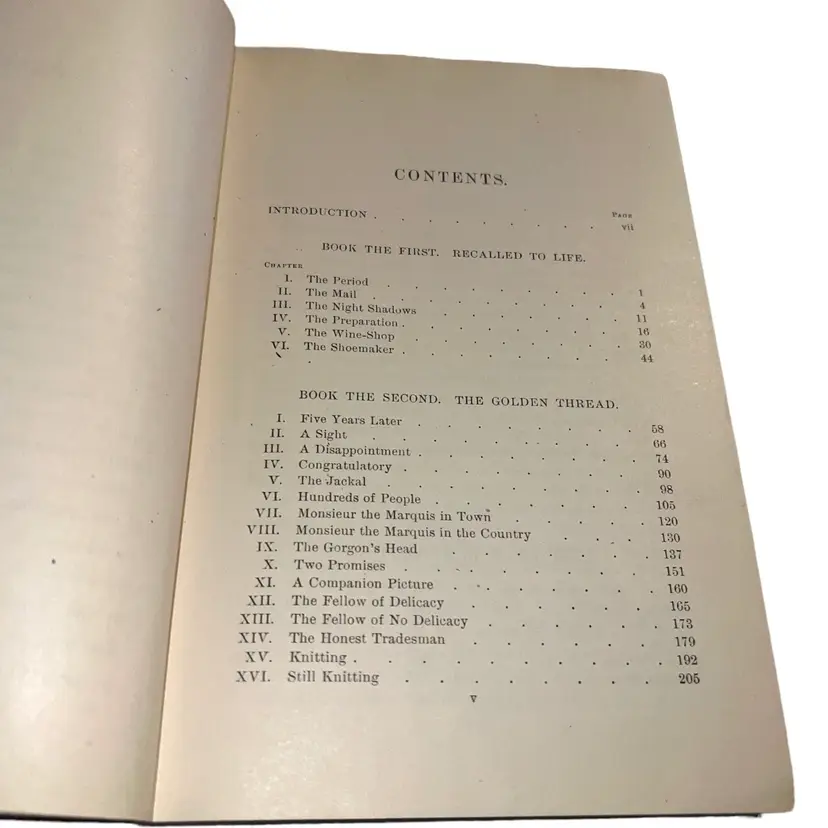 CONTENTS.
PAGE
INTRODUCTION . . . . . . . . . vii
BOOK THE FIRST. RECALLED TO LIFE.
CHAPTER
I. The Period . . . . . . . . . 1
II. The Mail . . . . . . . . . 4
III. The Night Shadows . . . . . . . 11
IV. The Preparation . . . . . . . . 16
V. The Wine-Shop . . . . . . . . 30
VI. The Shoemaker . . . . . . . . 44
BOOK THE SECOND. THE GOLDEN THREAD.
I. Five Years Later . . . . . . . . 58
II. A Sight . . . . . . . . . 66
III. A Disappointment . . . . . . . . 74
IV. Congratulatory . . . . . . . . 90
V. The Jackal . . . . . . . . 98
VI. Hundreds of People . . . . . . . 105
VII. Monsieur the Marquis in Town . . . . . 120
VIII. Monsieur the Marquis in the Country . . . . 130
IX. The Gorgon's Head . . . . . . . 137
X. Two Promises . . . . . . . . 151
XI. A Companion Picture . . . . . . . 160
XII. The Fellow of Delicacy . . . . . . 165
XIII. The Fellow of No Delicacy . . . . . 173
XIV. The Honest Tradesman . . . . . . 179
XV. Knitting . . . . . . . . . 192
XVI. Still Knitting . . . . . . . . 205
v